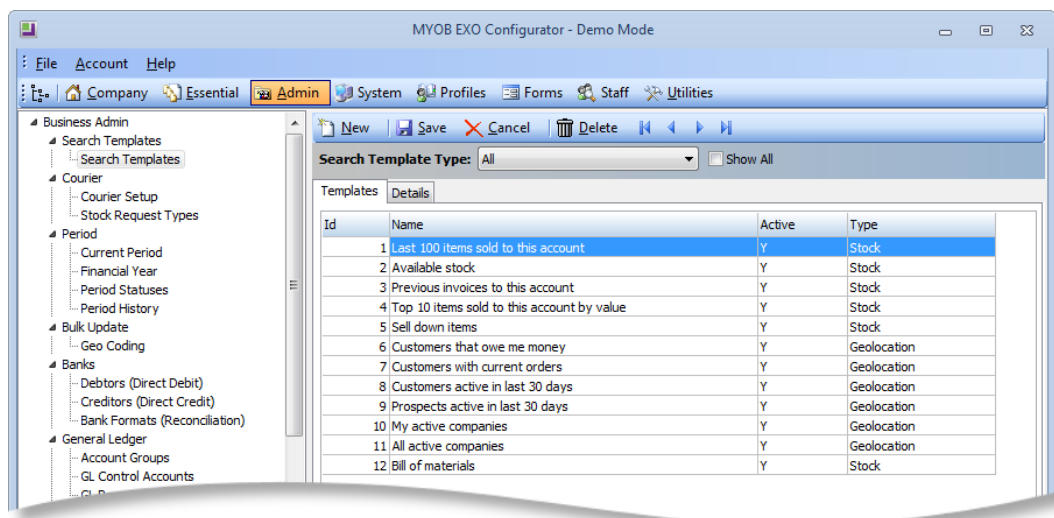 MYOB EXO Configurator - Demo Mode
File Account Help
Company Essential Admin System Profiles Forms Staff Utilities
Business Admin
Search Templates
Search Templates
Courier
Courier Setup
Stock Request Types
Period
Current Period
Financial Year
Period Statuses
Period History
Bulk Update
Geo Coding
Banks
Debtors (Direct Debit)
Creditors (Direct Credit)
Bank Formats (Reconciliation)
General Ledger
Account Groups
GL Control Accounts
New Save Cancel Delete
Search Template Type: All Show All
Templates Details
Id Name Active Type
1 Last 100 items sold to this account Y Stock
2 Available stock Y Stock
3 Previous invoices to this account Y Stock
4 Top 10 items sold to this account by value Y Stock
5 Sell down items Y Stock
6 Customers that owe me money Y Geolocation
7 Customers with current orders Y Geolocation
8 Customers active in last 30 days Y Geolocation
9 Prospects active in last 30 days Y Geolocation
10 My active companies Y Geolocation
11 All active companies Y Geolocation
12 Bill of materials Y Stock